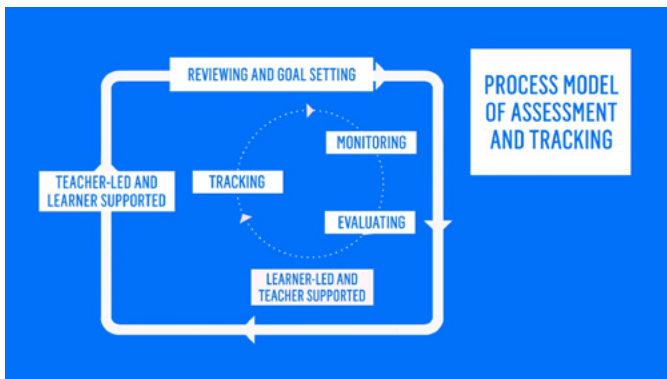 REVIEWING AND GOAL SETTING
PROCESS MODEL
OF ASSESSMENT
AND TRACKING
MONITORING
TRACKING
TEACHER-LED AND
LEARNER SUPPORTED
EVALUATING
LEARNER-LED AND
TEACHER SUPPORTED